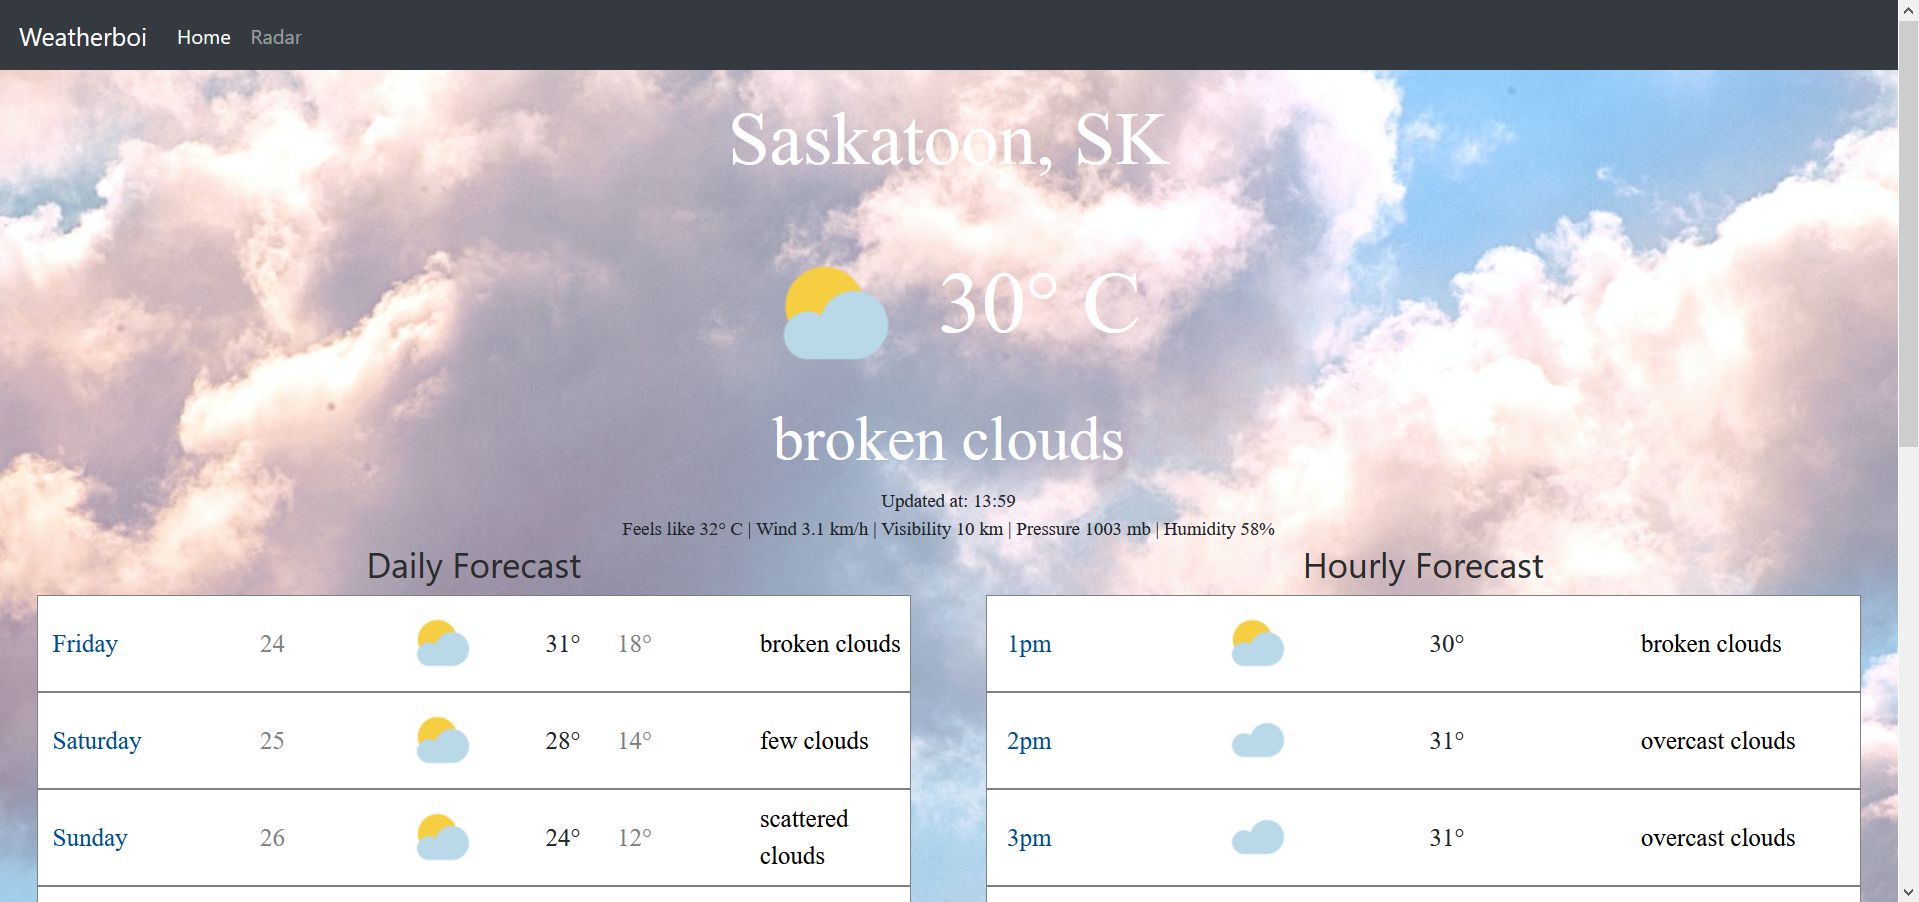 Weatherboi Home Radar
Saskatoon, SK
30° C
broken clouds
Updated at: 13:59
Feels like 32° C | Wind 3.1 km/h | Visibility 10 km | Pressure 1003 mb | Humidity 58%
Daily Forecast
Friday 24 31° 18° broken clouds
Saturday 25 28° 14° few clouds
Sunday 26 24° 12° scattered
clouds
Hourly Forecast
1pm 30° broken clouds
2pm 31° overcast clouds
3pm 31° overcast clouds